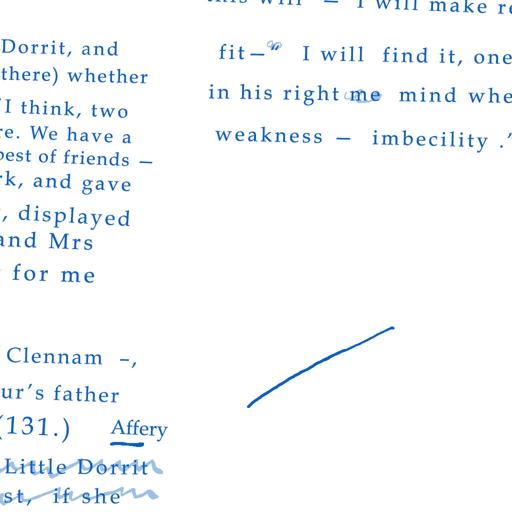 Dorrit, and
there) whether
I think, two
re. We have a
best of friends –
rk, and gave
, displayed
and Mrs
for me
Clennam –,
ur's father
(131.)
Affery
Little Dorrit
st, if she
this will – I will make
fit– I will find it, one
in his right me mind whe
weakness – imbecility ."